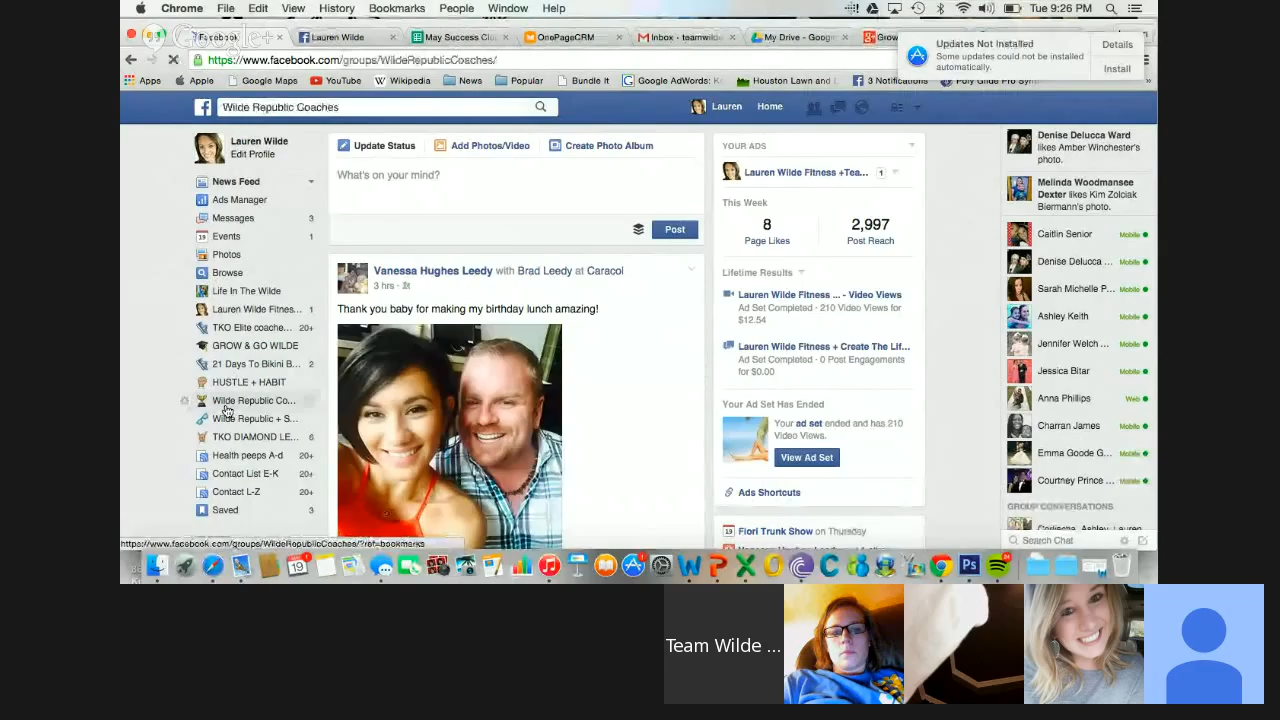 Chrome File Edit View History Bookmarks People Window Help Tue 9:26 PM
Google+
Facebook Lauren Wilde May Success Clu OnePageCRM Inbox - teamwilde My Drive - Goog Grow
https://www.facebook.com/groups/WildeRepublicCoaches/
Apps Apple Google Maps YouTube Wikipedia News Popular Bundle It Google AdWords: Ke Houston Lawn and 3 Notifications Poly Glide Pro Syn
Updates Not Installed
Some updates could not be installed
automatically.
Details
Install
Wilde Republic Coaches
Lauren Home
Lauren Wilde
Edit Profile
News Feed
Ads Manager
Messages 3
Events 1
Photos
Browse
Life In The Wilde
Lauren Wilde Fitnes... 1
TKO Elite coache... 20+
GROW & GO WILDE
21 Days To Bikini B... 2
HUSTLE + HABIT
Wilde Republic Co...
Wilde Republic + S...
TKO DIAMOND LE... 6
Health peeps A-d 20+
Contact List E-K 20+
Contact L-Z 20+
Saved 3
https://www.facebook.com/groups/WildeRepublicCoaches/?ref=bookmarks
Update Status Add Photos/Video Create Photo Album
What's on your mind?
Post
Vanessa Hughes Leedy with Brad Leedy at Caracol
3 hrs
Thank you baby for making my birthday lunch amazing!
YOUR ADS
Lauren Wilde Fitness +Tea... 1
This Week
8 2,997
Page Likes Post Reach
Lifetime Results
Lauren Wilde Fitness ... - Video Views
Ad Set Completed · 210 Video Views for
$12.54
Lauren Wilde Fitness + Create The Lif...
Ad Set Completed · 0 Post Engagements
for $0.00
Your Ad Set Has Ended
Your ad set ended and has 210
Video Views.
View Ad Set
Ads Shortcuts
19 Fiori Trunk Show on Thursday
Denise Delucca Ward
likes Amber Winchester's
photo.
Melinda Woodmansee
Dexter likes Kim Zolciak
Biermann's photo.
Caitlin Senior Mobile
Denise Delucca ... Mobile
Sarah Michelle P... Mobile
Ashley Keith Mobile
Jennifer Welch ... Mobile
Jessica Bitar Mobile
Anna Phillips Web
Charran James Mobile
Emma Goode G... Mobile
Courtney Prince ... Mobile
GROUP CONVERSATIONS
Search Chat
19
Team Wilde ...